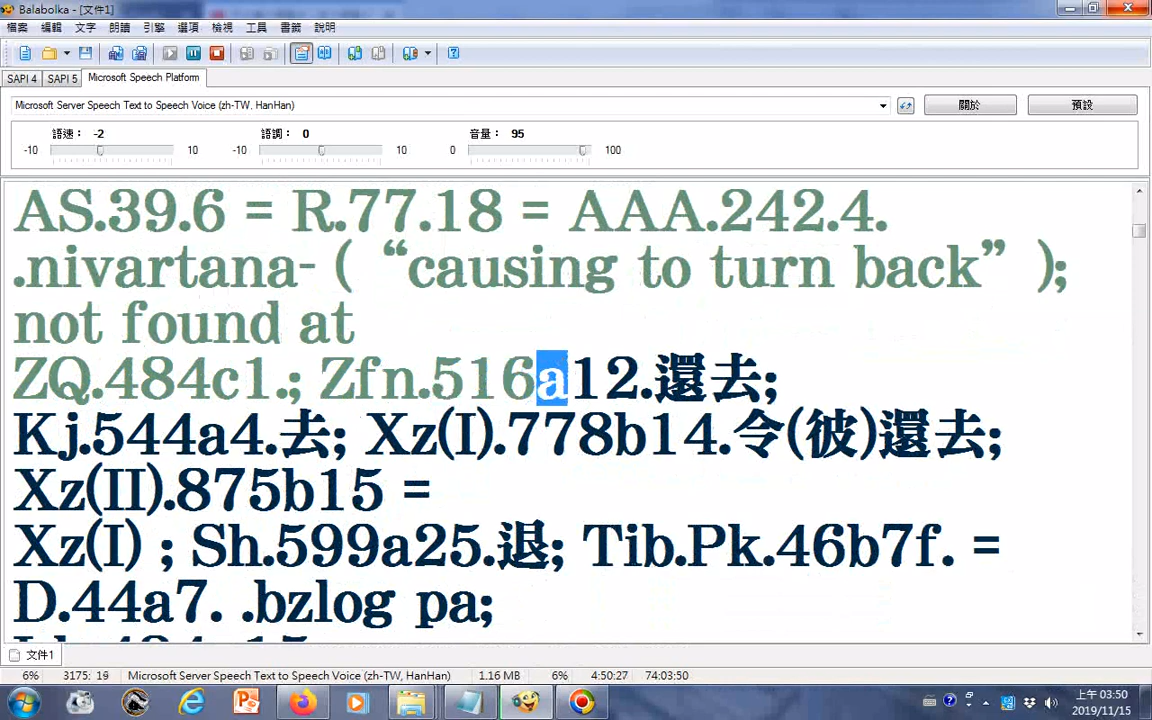 Balabolka - [文件1]
檔案 編輯 文字 朗讀 引擎 選項 檢視 工具 書籤 說明
SAPI 4 SAPI 5 Microsoft Speech Platform
Microsoft Server Speech Text to Speech Voice (zh-TW, HanHan) 關於 預設
語速： -2 語調： 0 音量： 95
-10 10 -10 10 0 100
AS.39.6 = R.77.18 = AAA.242.4.
.nivartana- (“causing to turn back”);
not found at
ZQ.484c1.; Zfn.516a12.還去;
Kj.544a4.去; Xz(I).778b14.令(彼)還去;
Xz(II).875b15 =
Xz(I) ; Sh.599a25.退; Tib.Pk.46b7f. =
D.44a7. .bzlog pa;
文件1
6% 3175: 19 Microsoft Server Speech Text to Speech Voice (zh-TW, HanHan) 1.16 MB 6% 4:50:27 74:03:50
上午 03:50
2019/11/15